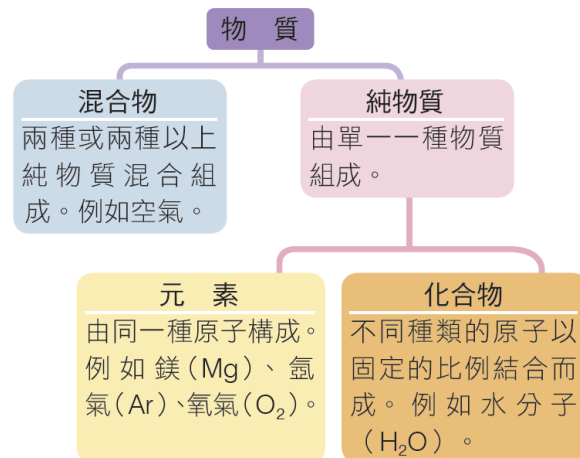 物 質
混合物
兩種或兩種以上
純物質混合組
成。例如空氣。
純物質
由單一一種物質
組成。
元 素
由同一種原子構成。
例如鎂(Mg)、氬
氣(Ar)、氧氣(O₂)。
化合物
不同種類的原子以
固定的比例結合而
成。例如水分子
(H₂O)。